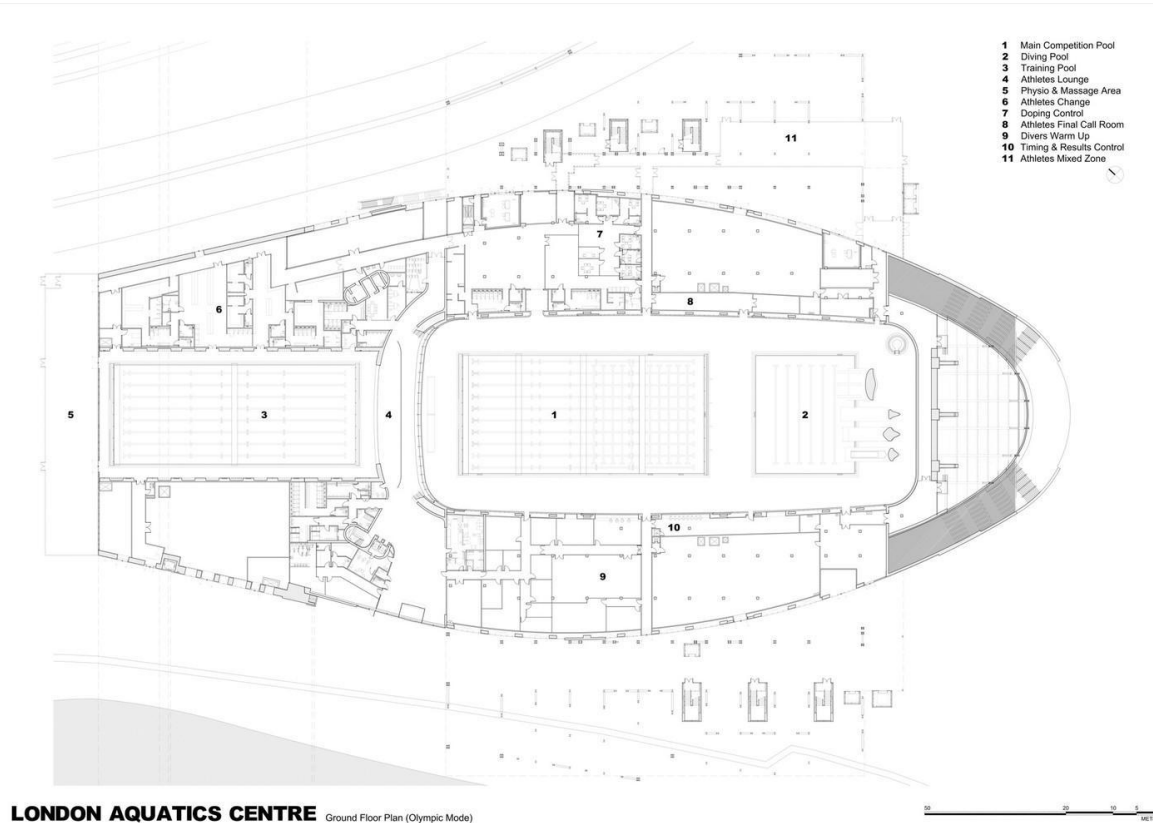 1 Main Competition Pool
2 Diving Pool
3 Training Pool
4 Athletes Lounge
5 Physio & Massage Area
6 Athletes Change
7 Doping Control
8 Athletes Final Call Room
9 Divers Warm Up
10 Timing & Results Control
11 Athletes Mixed Zone
11
7
8
6
5
3
4
1
2
10
9
LONDON AQUATICS CENTRE Ground Floor Plan (Olympic Mode)
50 20 10 5
MET